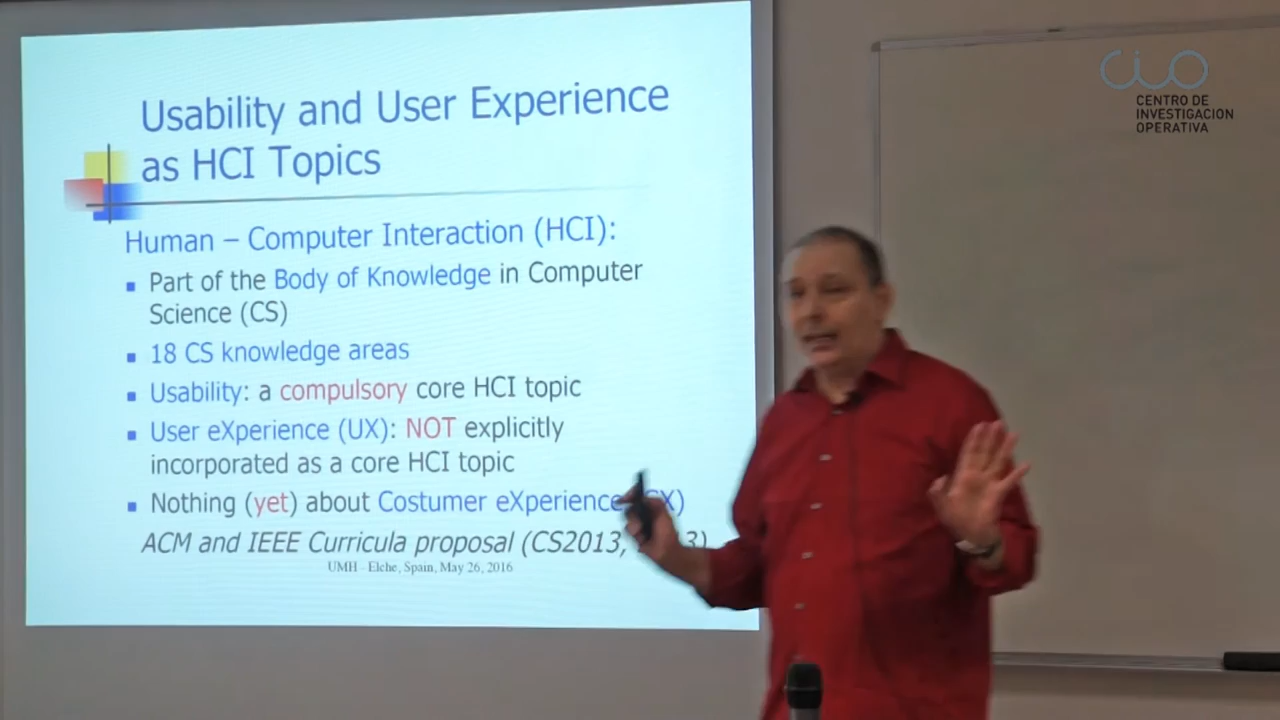 Usability and User Experience
as HCI Topics
Human – Computer Interaction (HCI):
▪ Part of the Body of Knowledge in Computer
Science (CS)
▪ 18 CS knowledge areas
▪ Usability: a compulsory core HCI topic
▪ User eXperience (UX): NOT explicitly
incorporated as a core HCI topic
▪ Nothing (yet) about Costumer eXperience
ACM and IEEE Curricula proposal (CS2013,
UMH - Elche, Spain, May 26, 2016
CIO
CENTRO DE
INVESTIGACION
OPERATIVA